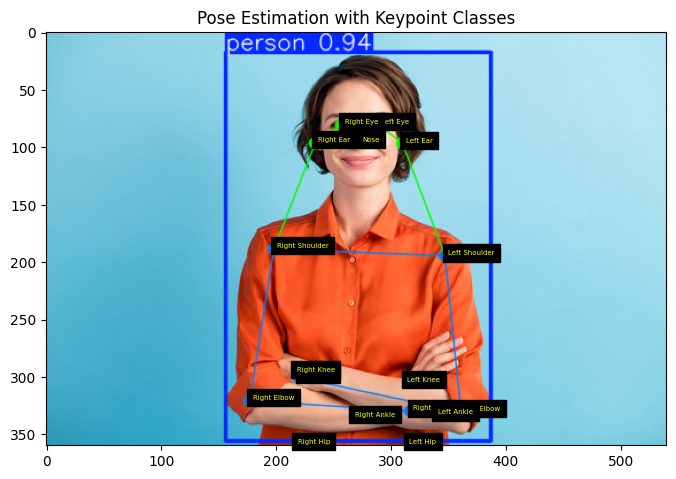 Pose Estimation with Keypoint Classes
person 0.94
Right Eye
eft Eye
Right Ear
Nose
Left Ear
Right Shoulder
Left Shoulder
Right Knee
Left Knee
Right Elbow
Right
Elbow
Right Ankle
Left Ankle
Right Hip
Left Hip
0
50
100
150
200
250
300
350
0
100
200
300
400
500